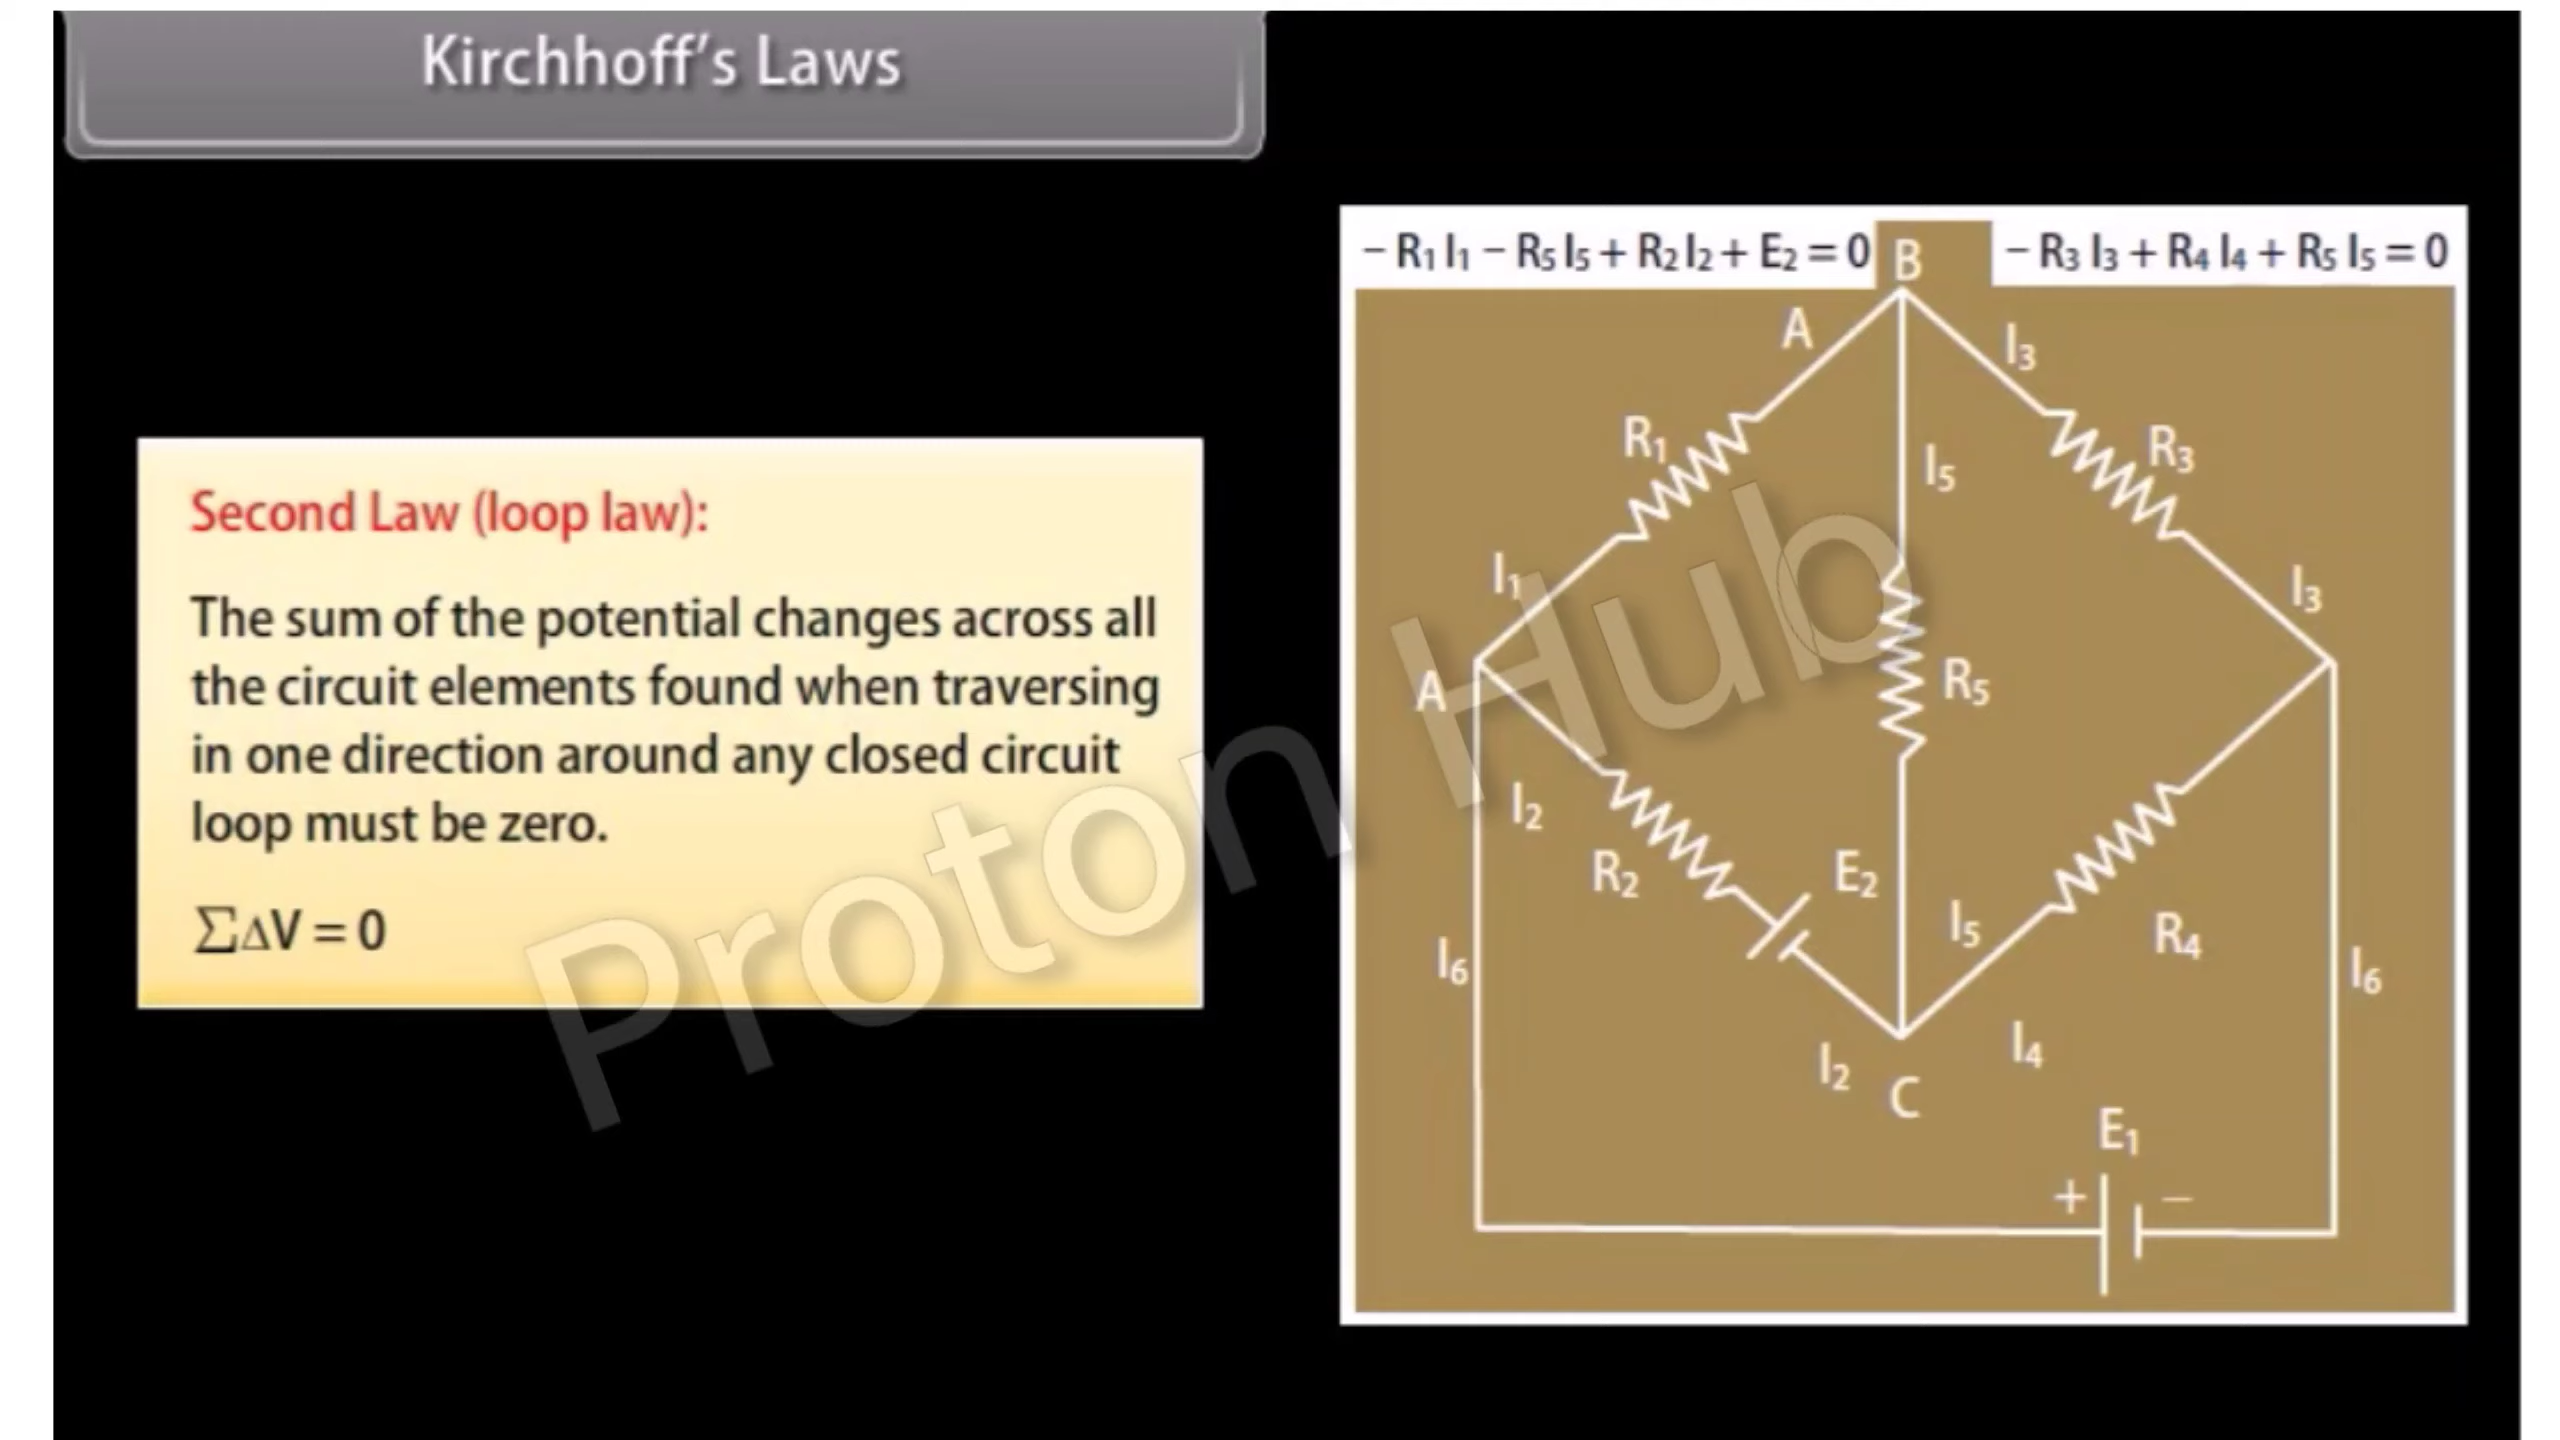 Kirchhoff's Laws
Second Law (loop law):
The sum of the potential changes across all
the circuit elements found when traversing
in one direction around any closed circuit
loop must be zero.
∑ΔV = 0
− R₁ I₁ − R₅ I₅ + R₂ I₂ + E₂ = 0
B
− R₃ I₃ + R₄ I₄ + R₅ I₅ = 0
A
I₃
R₁
I₅
R₃
I₁
I₃
A
R₅
I₂
R₂
E₂
I₅
R₄
I₆
I₆
I₂
C
I₄
E₁
+
−
Proton Hub